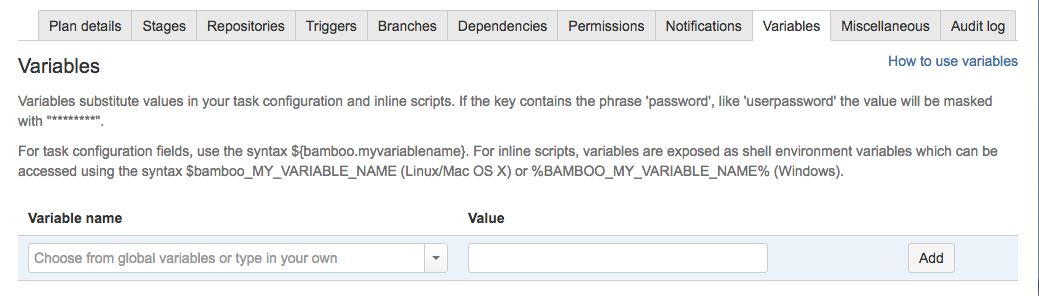 Plan details Stages Repositories Triggers Branches Dependencies Permissions Notifications Variables Miscellaneous Audit log
Variables
How to use variables
Variables substitute values in your task configuration and inline scripts. If the key contains the phrase 'password', like 'userpassword' the value will be masked
with "********".
For task configuration fields, use the syntax ${bamboo.myvariablename}. For inline scripts, variables are exposed as shell environment variables which can be
accessed using the syntax $bamboo_MY_VARIABLE_NAME (Linux/Mac OS X) or %BAMBOO_MY_VARIABLE_NAME% (Windows).
Variable name Value
Choose from global variables or type in your own Add